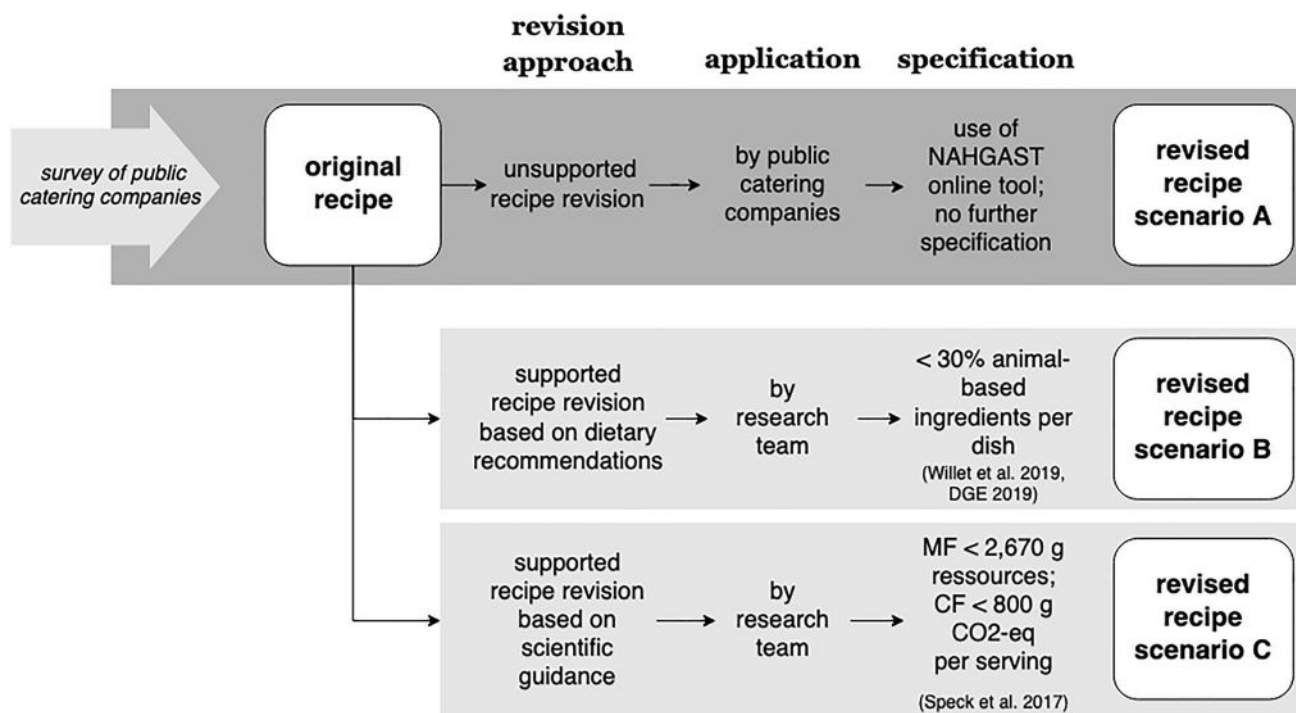 revision
approach
application
specification
survey of public
catering companies
original
recipe
unsupported
recipe revision
by public
catering
companies
use of
NAHGAST
online tool;
no further
specification
revised
recipe
scenario A
supported
recipe revision
based on dietary
recommendations
by
research
team
< 30% animal-
based
ingredients per
dish
(Willet et al. 2019,
DGE 2019)
revised
recipe
scenario B
supported
recipe revision
based on
scientific
guidance
by
research
team
MF < 2,670 g
ressources;
CF < 800 g
CO2-eq
per serving
(Speck et al. 2017)
revised
recipe
scenario C